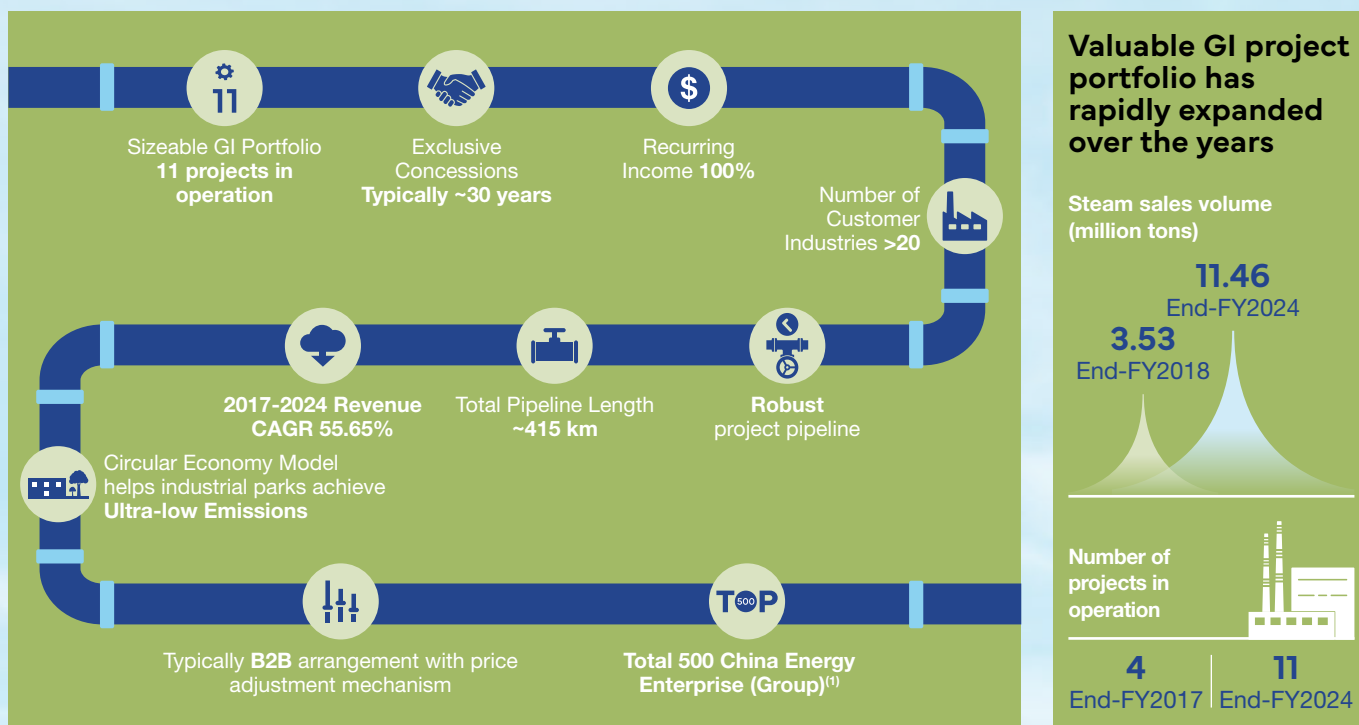 11
Sizeable GI Portfolio
11 projects in
operation
Exclusive
Concessions
Typically ~30 years
$
Recurring
Income 100%
Number of
Customer
Industries >20
2017-2024 Revenue
CAGR 55.65%
Total Pipeline Length
~415 km
Robust
project pipeline
Circular Economy Model
helps industrial parks achieve
Ultra-low Emissions
Typically B2B arrangement with price
adjustment mechanism
TOP
500
Total 500 China Energy
Enterprise (Group)(1)
Valuable GI project
portfolio has
rapidly expanded
over the years
Steam sales volume
(million tons)
11.46
End-FY2024
3.53
End-FY2018
Number of
projects in
operation
4
End-FY2017
11
End-FY2024